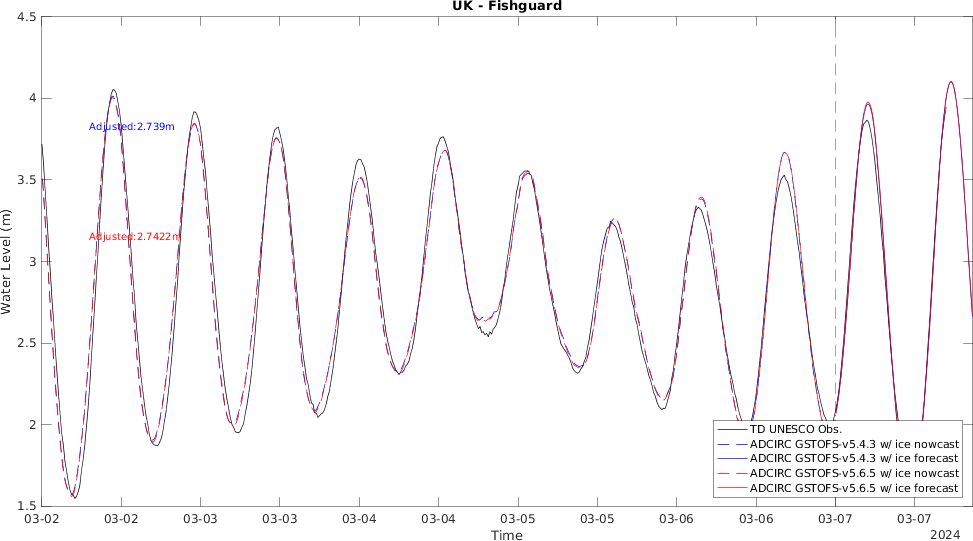 UK - Fishguard
4.5
4
3.5
3
2.5
2
1.5
Water Level (m)
Adjusted:2.739m
Adjusted:2.7422m
TD UNESCO Obs.
ADCIRC GSTOFS-v5.4.3 w/ ice nowcast
ADCIRC GSTOFS-v5.4.3 w/ ice forecast
ADCIRC GSTOFS-v5.6.5 w/ ice nowcast
ADCIRC GSTOFS-v5.6.5 w/ ice forecast
03-02 03-02 03-03 03-03 03-04 03-04 03-05 03-05 03-06 03-06 03-07 03-07
Time
2024